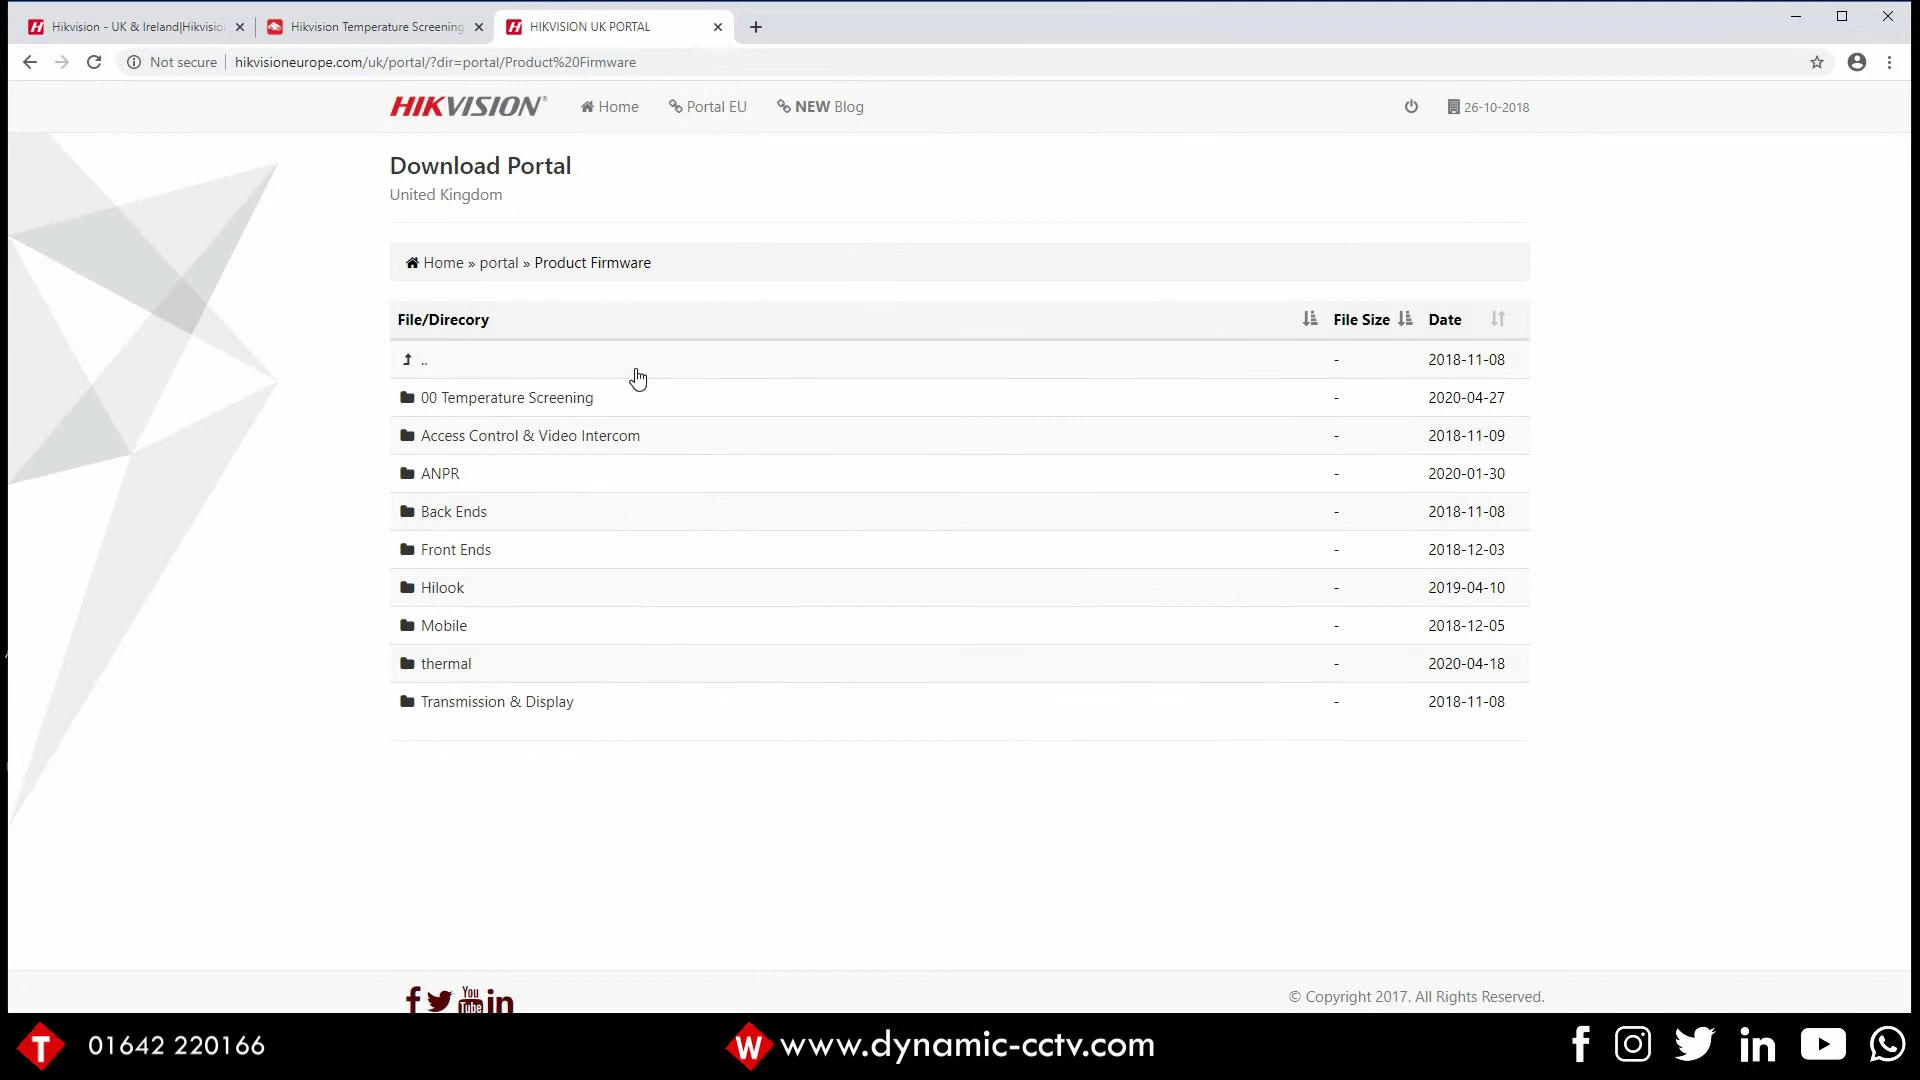 Hikvision - UK & Ireland|Hikvisio
Hikvision Temperature Screening
HIKVISION UK PORTAL
Not secure hikvisioneurope.com/uk/portal/?dir=portal/Product%20Firmware
HIKVISION® Home Portal EU NEW Blog 26-10-2018
Download Portal
United Kingdom
Home » portal » Product Firmware
File/Direcory File Size Date
.. - 2018-11-08
00 Temperature Screening - 2020-04-27
Access Control & Video Intercom - 2018-11-09
ANPR - 2020-01-30
Back Ends - 2018-11-08
Front Ends - 2018-12-03
Hilook - 2019-04-10
Mobile - 2018-12-05
thermal - 2020-04-18
Transmission & Display - 2018-11-08
You Tube in © Copyright 2017. All Rights Reserved.
T 01642 220166 W www.dynamic-cctv.com